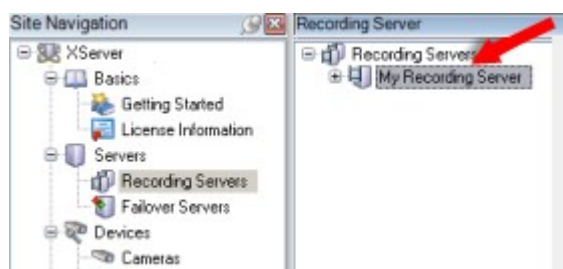 Site Navigation
XServer
Basics
Getting Started
License Information
Servers
Recording Servers
Failover Servers
Devices
Cameras
Recording Server
Recording Servers
My Recording Server